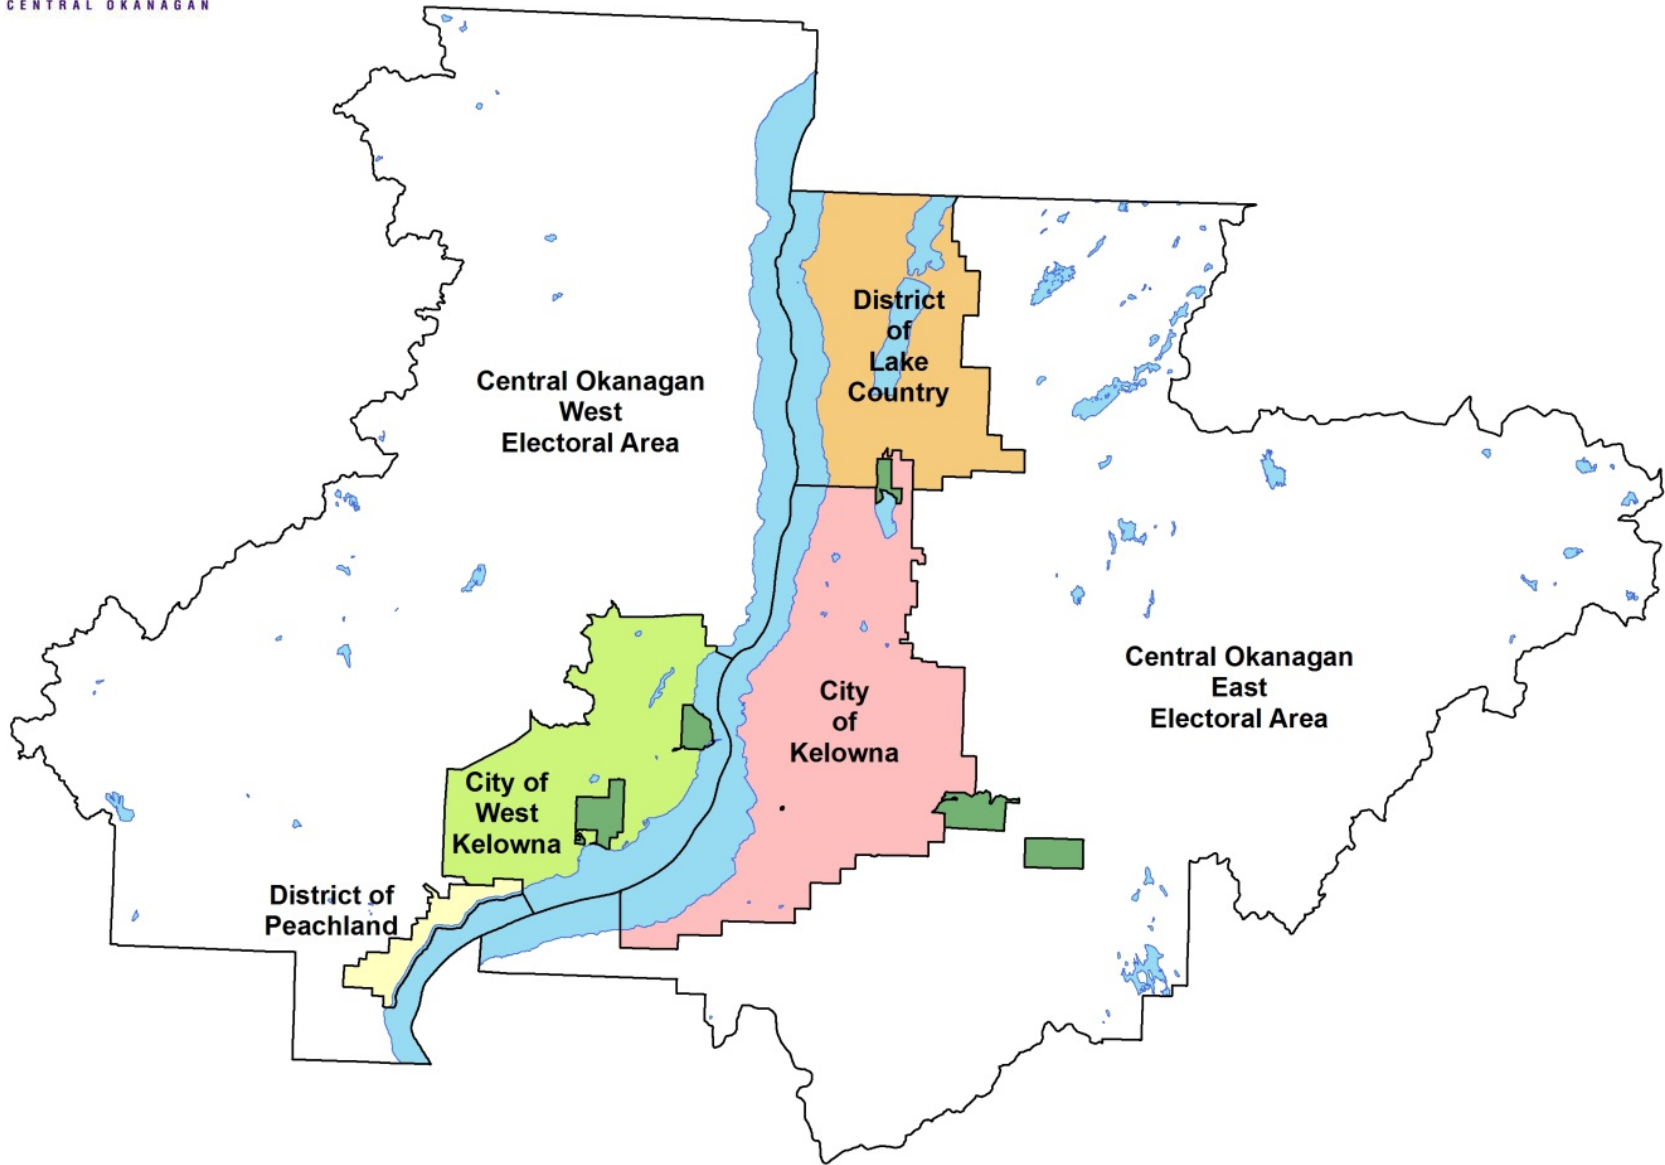 CENTRAL OKANAGAN
District
of
Lake
Country
Central Okanagan
West
Electoral Area
Central Okanagan
East
Electoral Area
City
of
Kelowna
City of
West
Kelowna
District of
Peachland